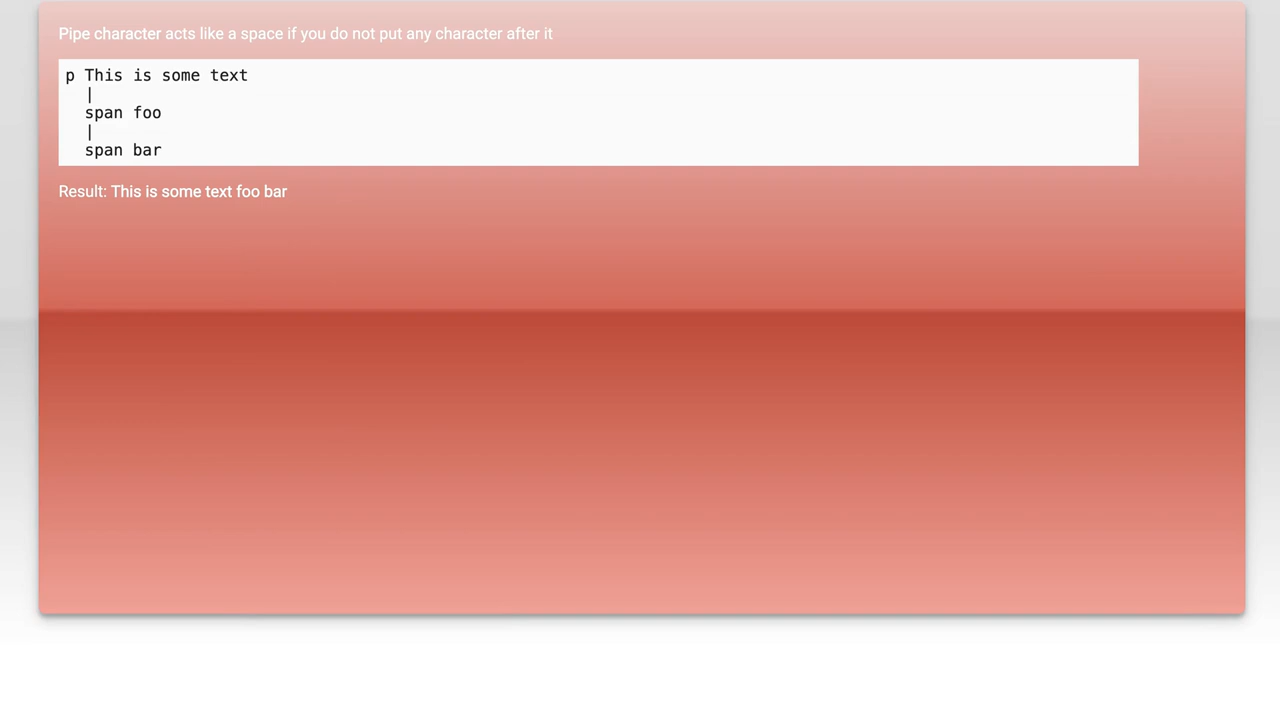 Pipe character acts like a space if you do not put any character after it
p This is some text
  |
  span foo
  |
  span bar
Result: This is some text foo bar